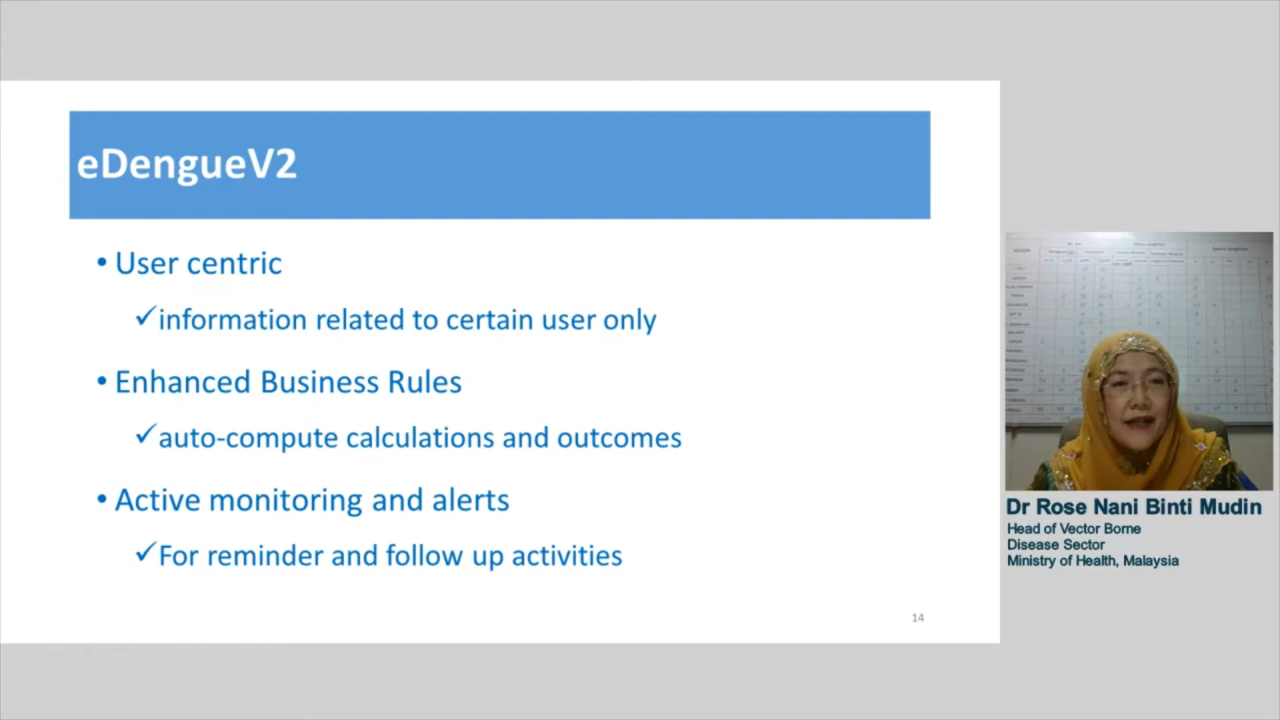 eDengueV2
• User centric
✓information related to certain user only
• Enhanced Business Rules
✓auto-compute calculations and outcomes
• Active monitoring and alerts
✓For reminder and follow up activities
14
Dr Rose Nani Binti Mudin
Head of Vector Borne
Disease Sector
Ministry of Health, Malaysia